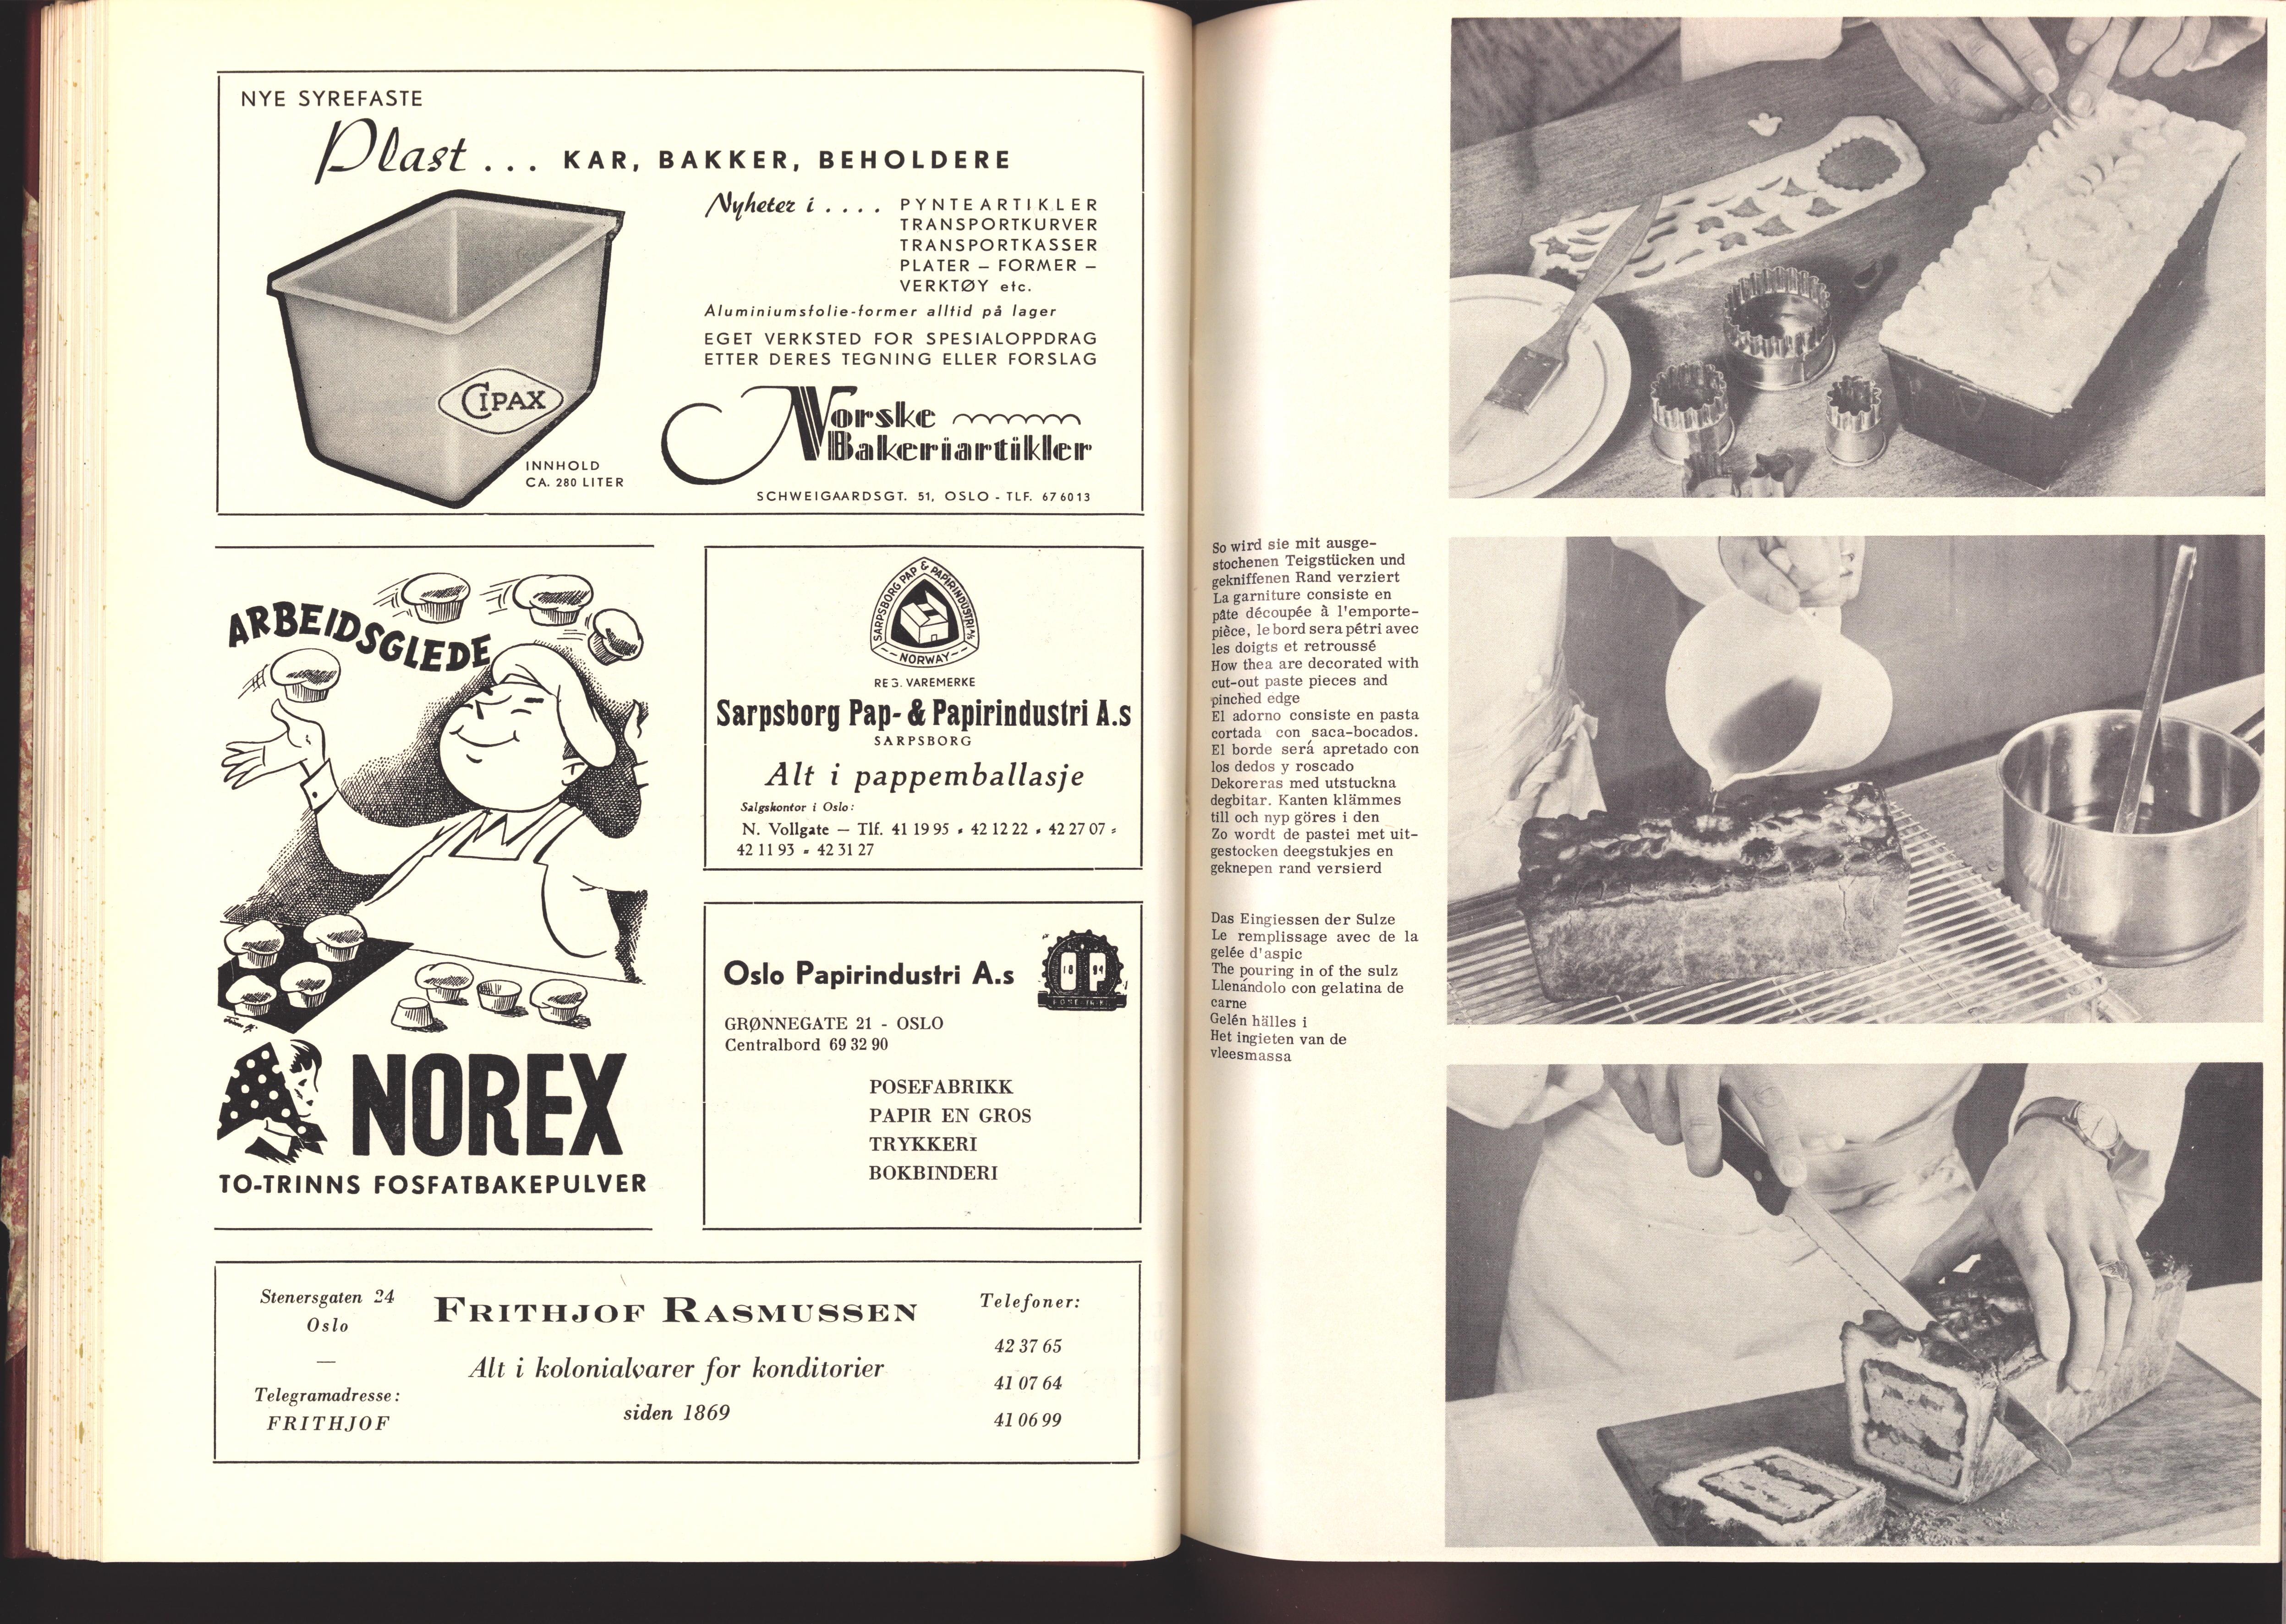 NYE SYREFASTE
Plast... KAR, BAKKER, BEHOLDERE
Nyheter i .... PYNTEARTIKLER
TRANSPORTKURVER
TRANSPORTKASSER
PLATER – FORMER –
VERKTØY etc.
Aluminiumsfolie-former alltid på lager
EGET VERKSTED FOR SPESIALOPPDRAG
ETTER DERES TEGNING ELLER FORSLAG
CIPAX
INNHOLD
CA. 280 LITER
Norske
Bakeriartikler
SCHWEIGAARDSGT. 51, OSLO - TLF. 67 60 13
ARBEIDSGLEDE
NOREX
TO-TRINNS FOSFATBAKEPULVER
SARPSBORG PAP & PAPIRINDUSTRI A/S
NORWAY
REG. VAREMERKE
Sarpsborg Pap- & Papirindustri A.s
SARPSBORG
Alt i pappemballasje
Salgskontor i Oslo:
N. Vollgate — Tlf. 41 19 95 - 42 12 22 - 42 27 07 -
42 11 93 - 42 31 27
Oslo Papirindustri A.s
18 94
GRØNNEGATE 21 - OSLO
Centralbord 69 32 90
POSEFABRIKK
PAPIR EN GROS
TRYKKERI
BOKBINDERI
Stenersgaten 24
Oslo
—
Telegramadresse:
FRITHJOF
FRITHJOF RASMUSSEN
Alt i kolonialvarer for konditorier
siden 1869
Telefoner:
42 37 65
41 07 64
41 06 99
So wird sie mit ausge-
stochenen Teigstücken und
gekniffenen Rand verziert
La garniture consiste en
pâte découpée à l'emporte-
pièce, le bord sera pétri avec
les doigts et retroussé
How thea are decorated with
cut-out paste pieces and
pinched edge
El adorno consiste en pasta
cortada con saca-bocados.
El borde será apretado con
los dedos y roscado
Dekoreras med utstuckna
degbitar. Kanten klämmes
till och nyp göres i den
Zo wordt de pastei met uit-
gestocken deegstukjes en
geknepen rand versierd
Das Eingiessen der Sulze
Le remplissage avec de la
gelée d'aspic
The pouring in of the sulz
Llenándolo con gelatina de
carne
Gelén hälles i
Het ingieten van de
vleesmassa